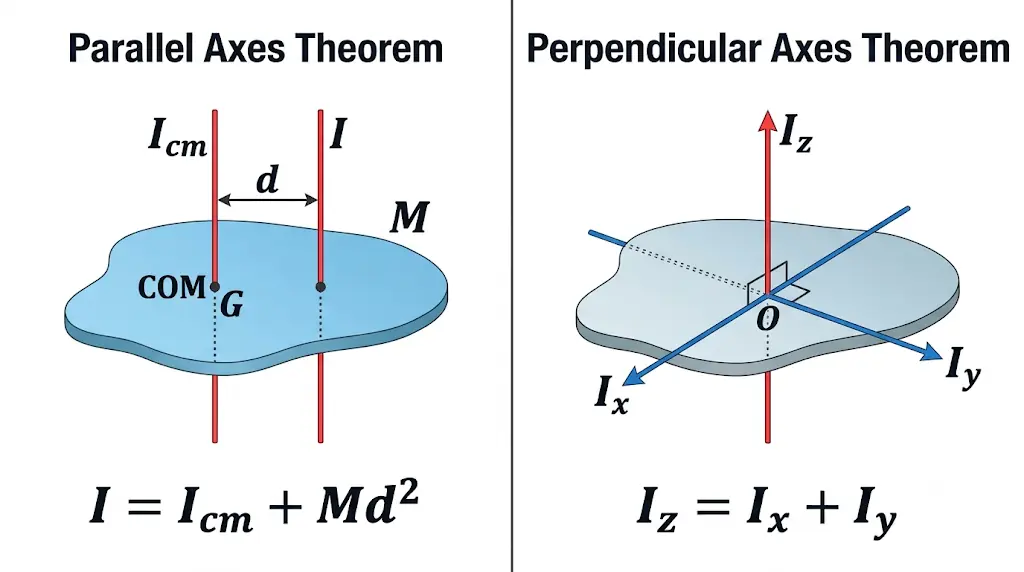 Parallel Axes Theorem
I_cm
I
d
M
COM
G
I = I_cm + Md²
Perpendicular Axes Theorem
I_z
O
I_x
I_y
I_z = I_x + I_y